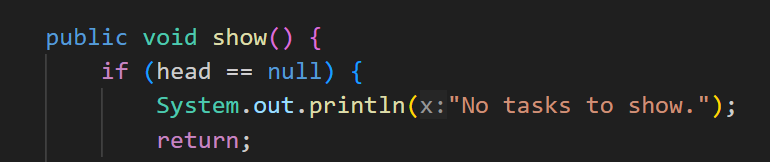 public void show() {
if (head == null) {
System.out.println(x:"No tasks to show.");
return;